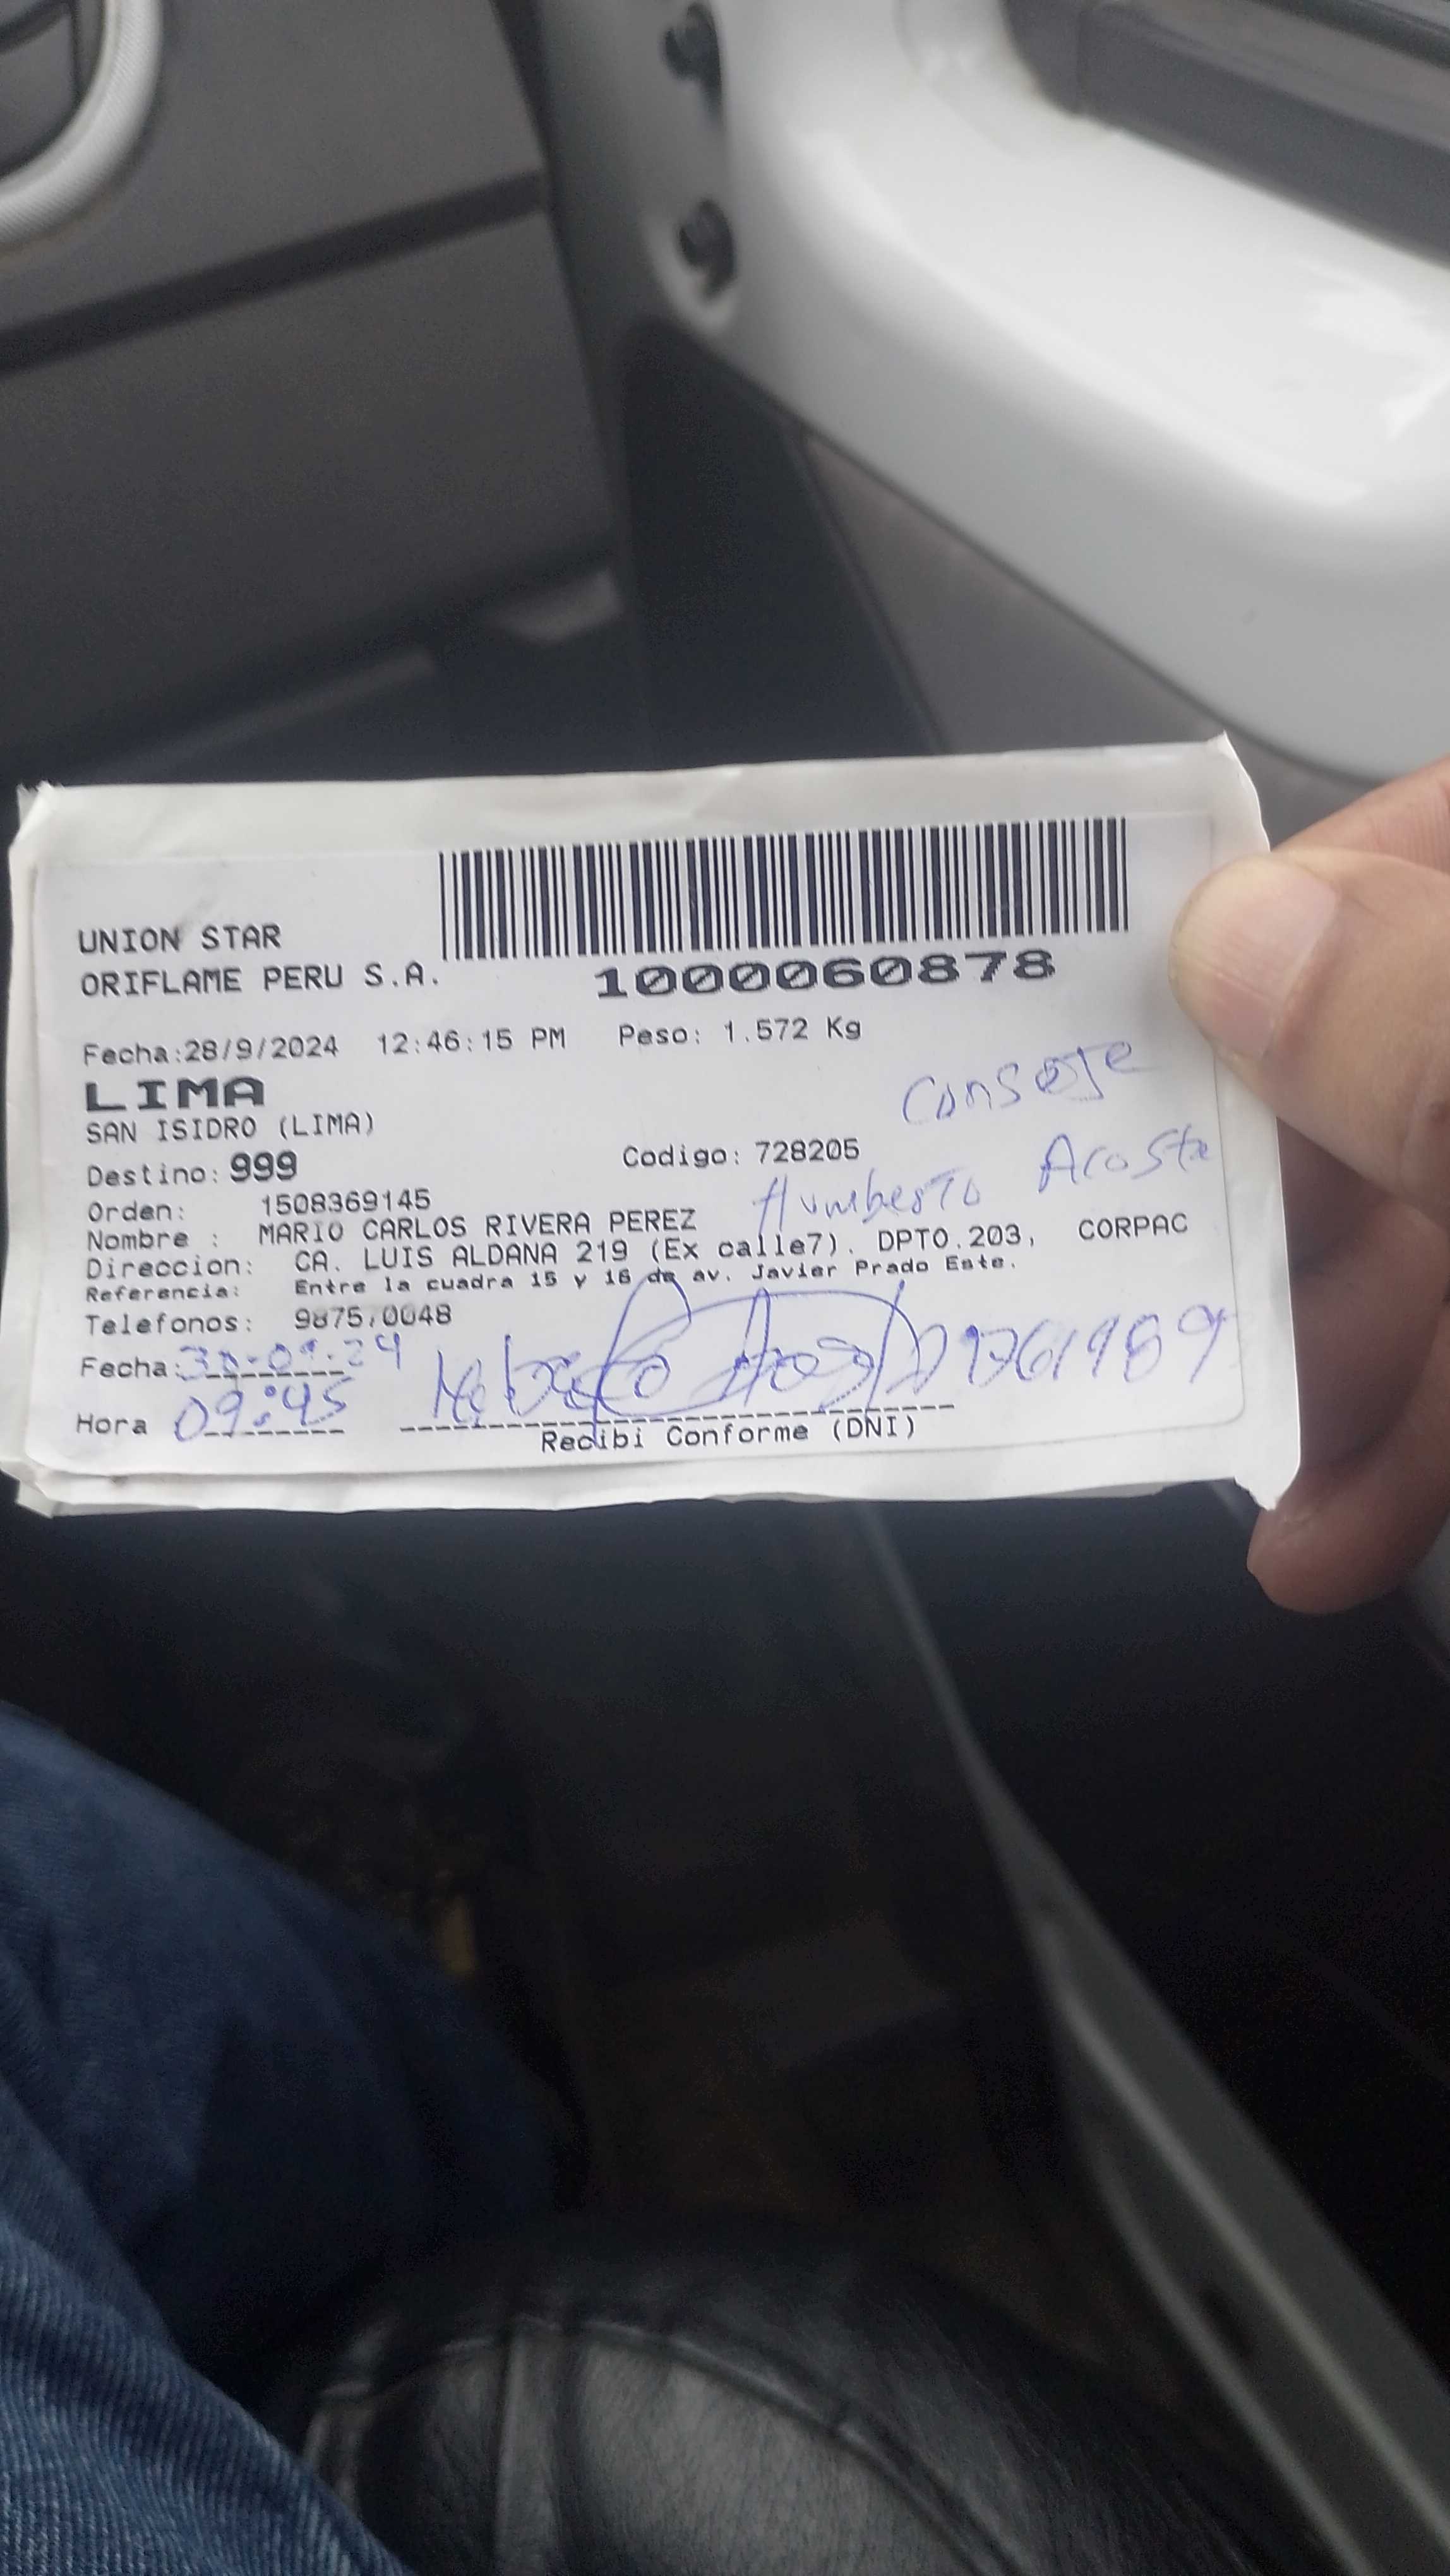 UNION STAR
ORIFLAME PERU S.A.
1000060878
Fecha:28/9/2024 12:46:15 PM Peso: 1.572 Kg
LIMA
SAN ISIDRO (LIMA)
Conserje
Destino: 999 Codigo: 728205
Humberto Acosta
Orden: 1508369145
Nombre : MARIO CARLOS RIVERA PEREZ
Direccion: CA. LUIS ALDANA 219 (Ex calle7). DPTO.203, CORPAC
Referencia: Entre la cuadra 15 y 16 de av. Javier Prado Este.
Telefonos: 9875 0048
Fecha: 30-09-24
Hora 09:45
Recibi Conforme (DNI)